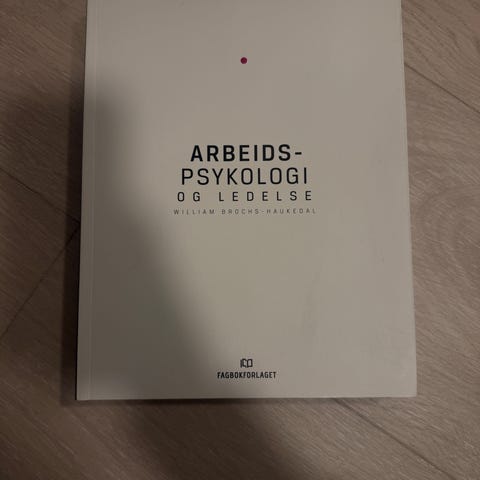 ARBEIDS-
PSYKOLOGI
OG LEDELSE
WILLIAM BROCHS-HAUKEDAL
FAGBOKFORLAGET